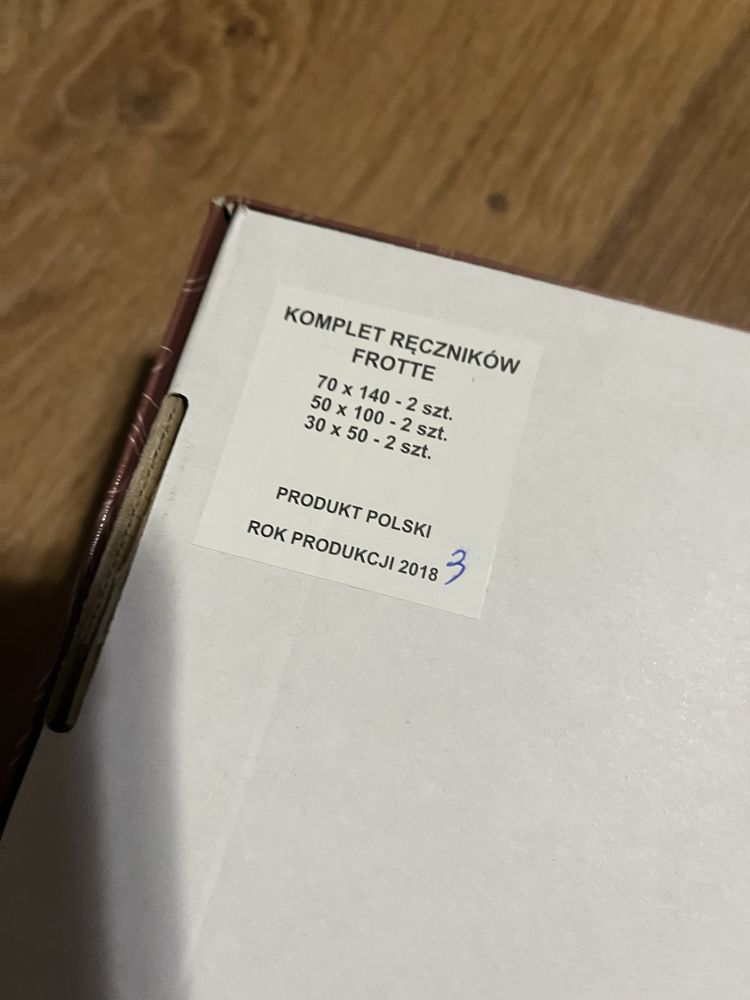 KOMPLET RĘCZNIKÓW
FROTTE
70 x 140 - 2 szt.
50 x 100 - 2 szt.
30 x 50 - 2 szt.
PRODUKT POLSKI
ROK PRODUKCJI 2018 3